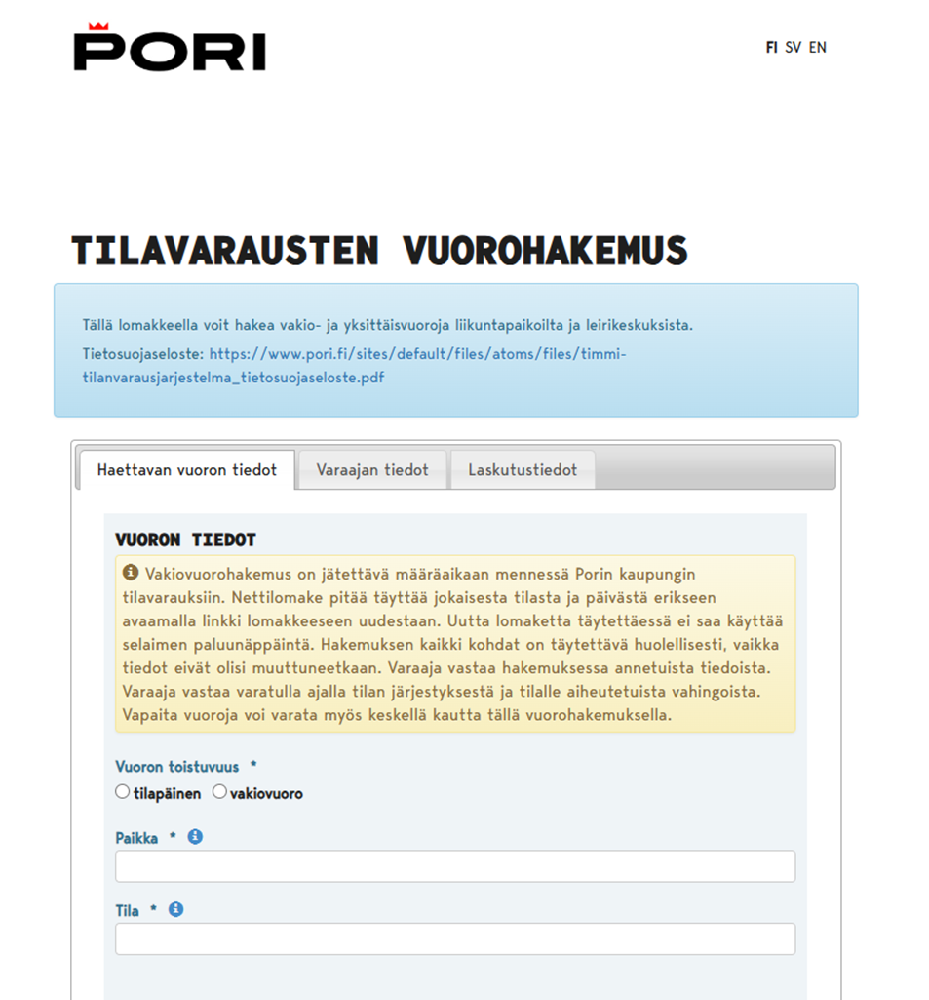 PORI
FI SV EN
TILAVARAUSTEN VUOROHAKEMUS
Tällä lomakkeella voit hakea vakio- ja yksittäisvuoroja liikuntapaikoilta ja leirikeskuksista.
Tietosuojaseloste: https://www.pori.fi/sites/default/files/atoms/files/timmi-
tilanvarausjarjestelma_tietosuojaseloste.pdf
Haettavan vuoron tiedot Varaajan tiedot Laskutustiedot
VUORON TIEDOT
Vakiovuorohakemus on jätettävä määräaikaan mennessä Porin kaupungin
tilavarauksiin. Nettilomake pitää täyttää jokaisesta tilasta ja päivästä erikseen
avaamalla linkki lomakkeeseen uudestaan. Uutta lomaketta täytettäessä ei saa käyttää
selaimen paluunäppäintä. Hakemuksen kaikki kohdat on täytettävä huolellisesti, vaikka
tiedot eivät olisi muuttuneetkaan. Varaaja vastaa hakemuksessa annetuista tiedoista.
Varaaja vastaa varatulla ajalla tilan järjestyksestä ja tilalle aiheutetuista vahingoista.
Vapaita vuoroja voi varata myös keskellä kautta tällä vuorohakemuksella.
Vuoron toistuvuus *
tilapäinen vakiovuoro
Paikka *
Tila *